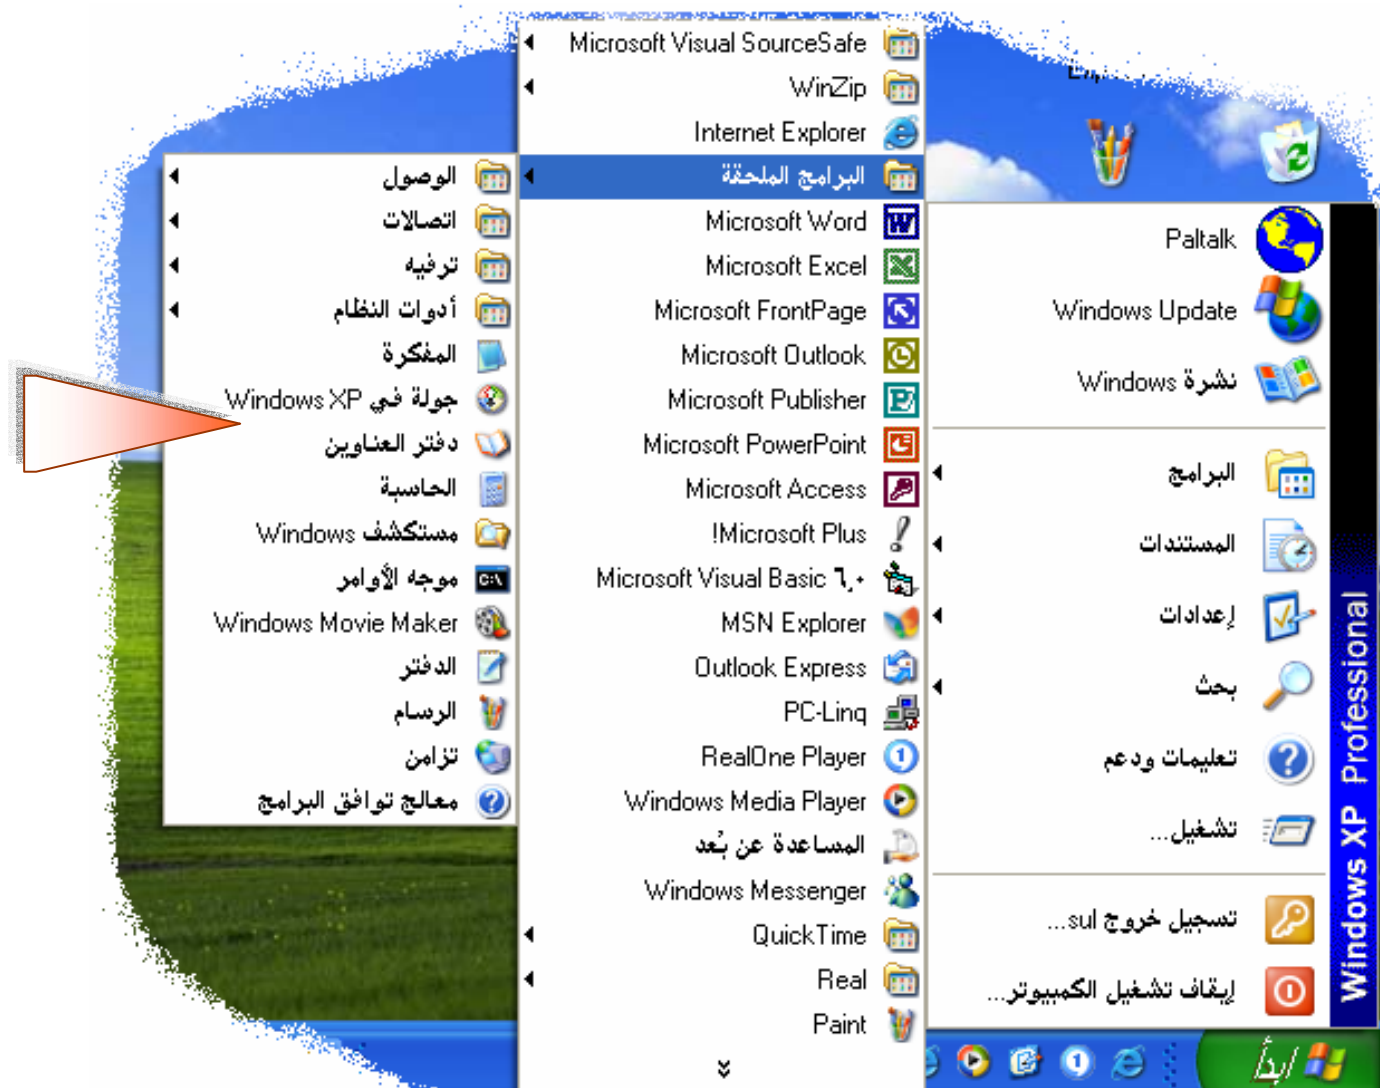 Paltalk
Windows Update
نشرة Windows
البرامج
المستندات
إعدادات
بحث
تعليمات ودعم
تشغيل...
تسجيل خروج sul...
إيقاف تشغيل الكمبيوتر...
Windows XP Professional
ابدأ
Microsoft Visual SourceSafe
WinZip
Internet Explorer
البرامج الملحقة
Microsoft Word
Microsoft Excel
Microsoft FrontPage
Microsoft Outlook
Microsoft Publisher
Microsoft PowerPoint
Microsoft Access
!Microsoft Plus
Microsoft Visual Basic ٦,٠
MSN Explorer
Outlook Express
PC-Linq
RealOne Player
Windows Media Player
المساعدة عن بُعد
Windows Messenger
QuickTime
Real
Paint
الوصول
اتصالات
ترفيه
أدوات النظام
المفكرة
جولة في Windows XP
دفتر العناوين
الحاسبة
مستكشف Windows
موجه الأوامر
C:\
Windows Movie Maker
الدفتر
الرسام
تزامن
معالج توافق البرامج